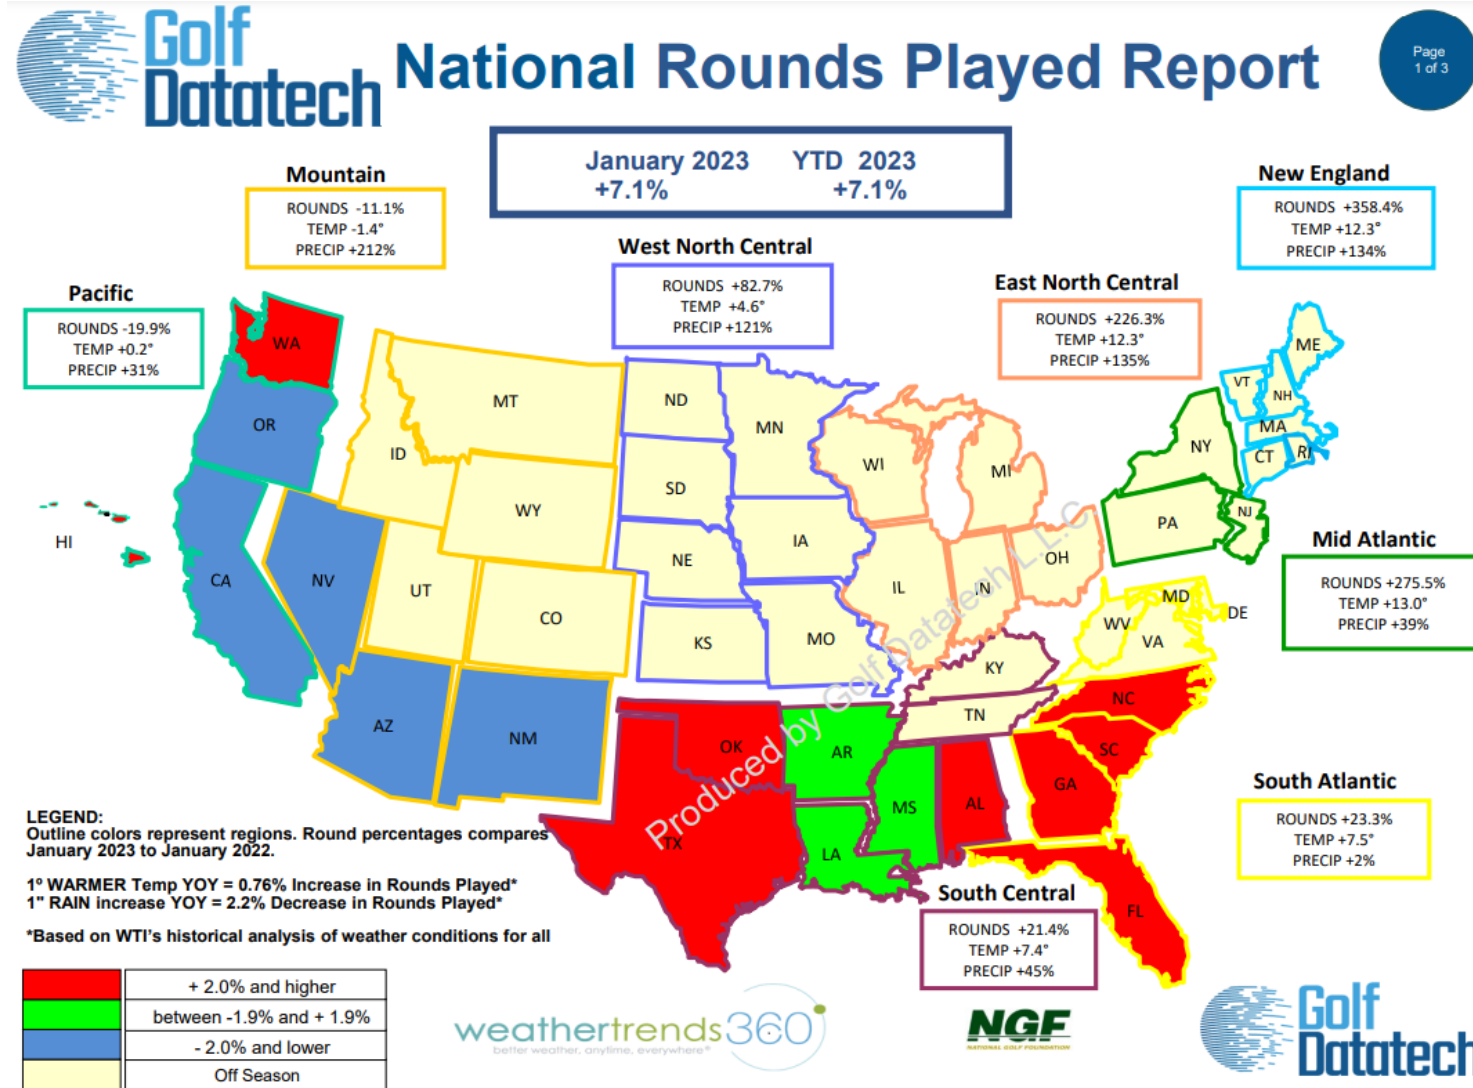 Golf
Datatech
National Rounds Played Report
Page
1 of 3
January 2023 YTD 2023
+7.1% +7.1%
Mountain
ROUNDS -11.1%
TEMP -1.4°
PRECIP +212%
New England
ROUNDS +358.4%
TEMP +12.3°
PRECIP +134%
West North Central
ROUNDS +82.7%
TEMP +4.6°
PRECIP +121%
East North Central
ROUNDS +226.3%
TEMP +12.3°
PRECIP +135%
Pacific
ROUNDS -19.9%
TEMP +0.2°
PRECIP +31%
WA
OR
CA
HI
NV
ID
MT
WY
UT
CO
AZ
NM
ND
SD
NE
KS
MN
IA
MO
WI
MI
IL
IN
OH
KY
TN
OK
TX
AR
LA
MS
AL
ME
VT
NH
MA
CT
RI
NY
PA
NJ
MD
DE
WV
VA
NC
SC
GA
FL
Mid Atlantic
ROUNDS +275.5%
TEMP +13.0°
PRECIP +39%
South Atlantic
ROUNDS +23.3%
TEMP +7.5°
PRECIP +2%
South Central
ROUNDS +21.4%
TEMP +7.4°
PRECIP +45%
Produced by Golf Datatech L.L.C.
LEGEND:
Outline colors represent regions. Round percentages compares
January 2023 to January 2022.
1º WARMER Temp YOY = 0.76% Increase in Rounds Played*
1" RAIN increase YOY = 2.2% Decrease in Rounds Played*
*Based on WTI's historical analysis of weather conditions for all
+ 2.0% and higher
between -1.9% and + 1.9%
- 2.0% and lower
Off Season
weathertrends360°
better weather, anytime, everywhere®
NGF
NATIONAL GOLF FOUNDATION
Golf
Datatech